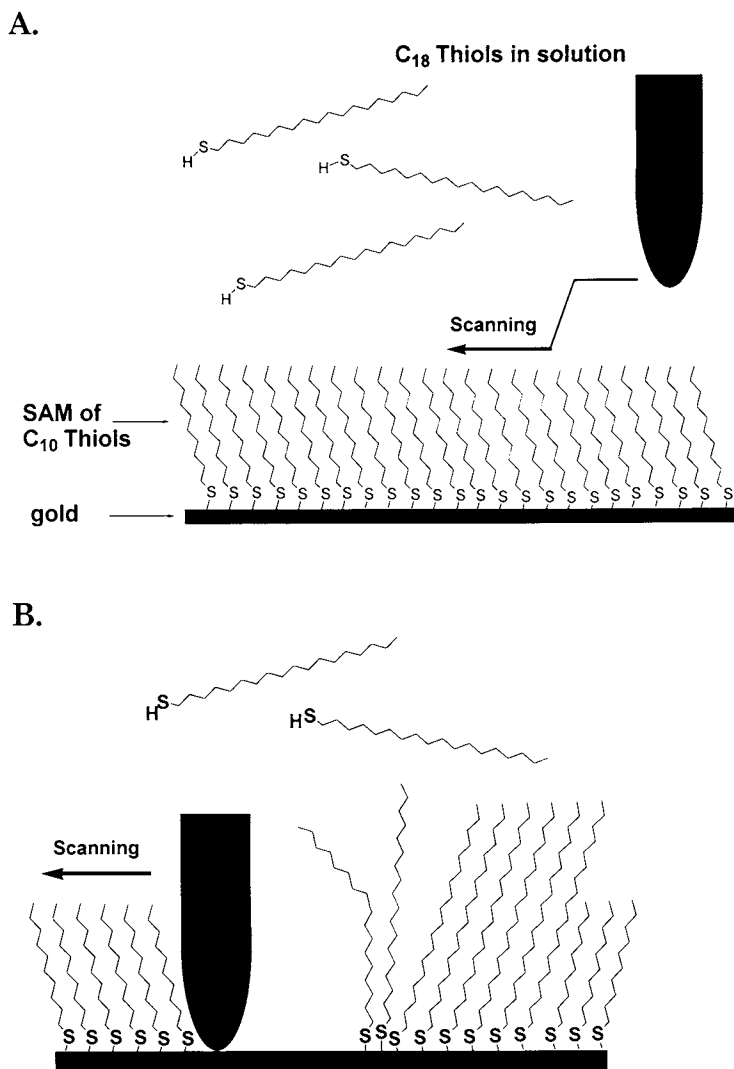 A.
C18 Thiols in solution
S
H
H S
S
H
Scanning
SAM of
C10 Thiols
S S S S S S S S S S S S S S S S S S S S S S S S
gold
B.
S
H
H S
Scanning
S S S S S S S S S S S S S S S S S